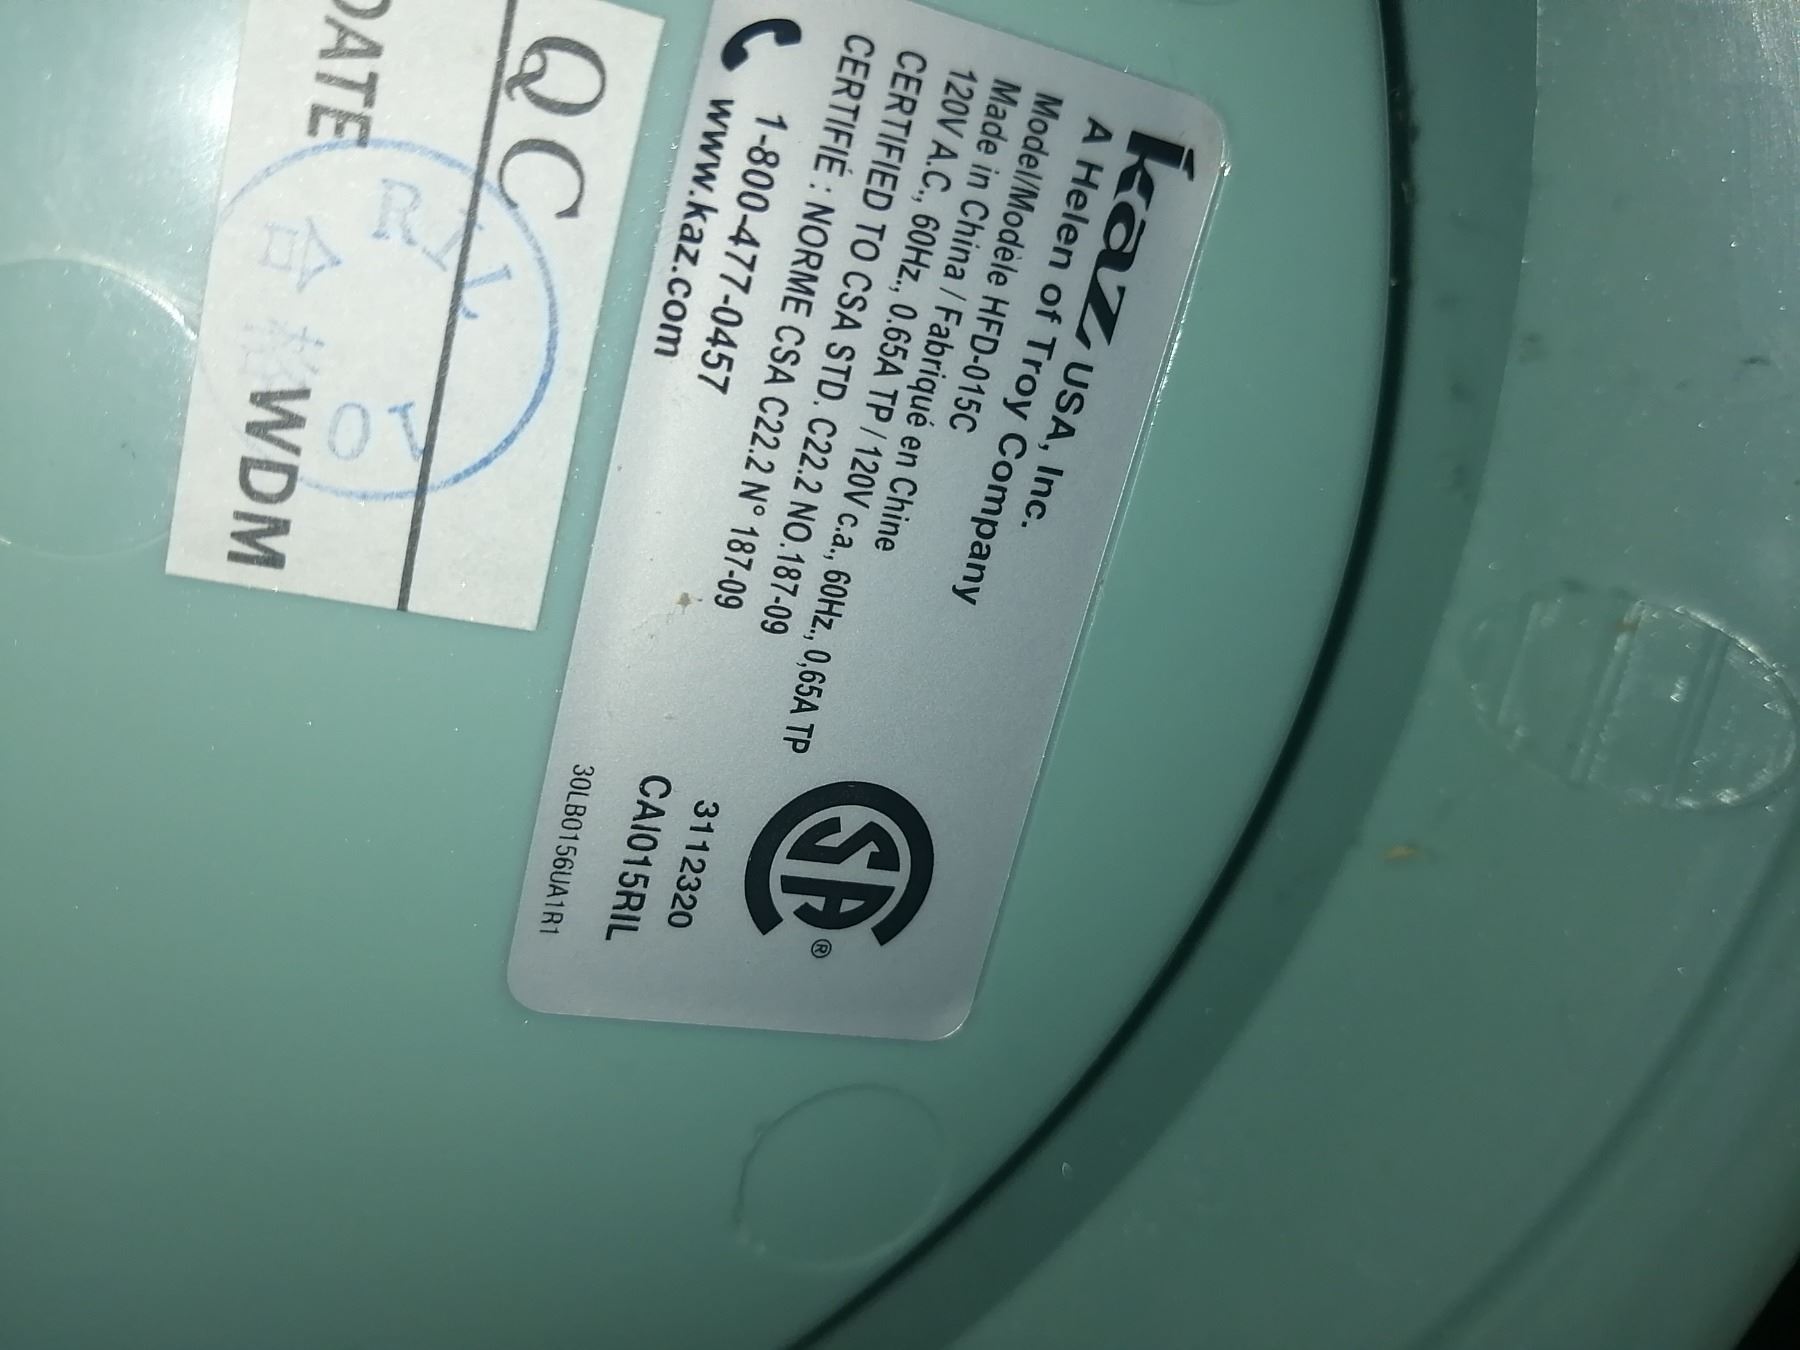 kaz USA, Inc.
A Helen of Troy Company
Model/Modèle HFD-015C
Made in China / Fabriqué en Chine
120V A.C., 60Hz., 0.65A TP / 120V c.a., 60Hz., 0,65A TP
CERTIFIED TO CSA STD. C22.2 NO.187-09
CERTIFIÉ : NORME CSA C22.2 N° 187-09
1-800-477-0457
www.kaz.com
SA®
3112320
CAI015RIL
30LB0156UA1R1
QC
DATE
WDM
RYL
合格